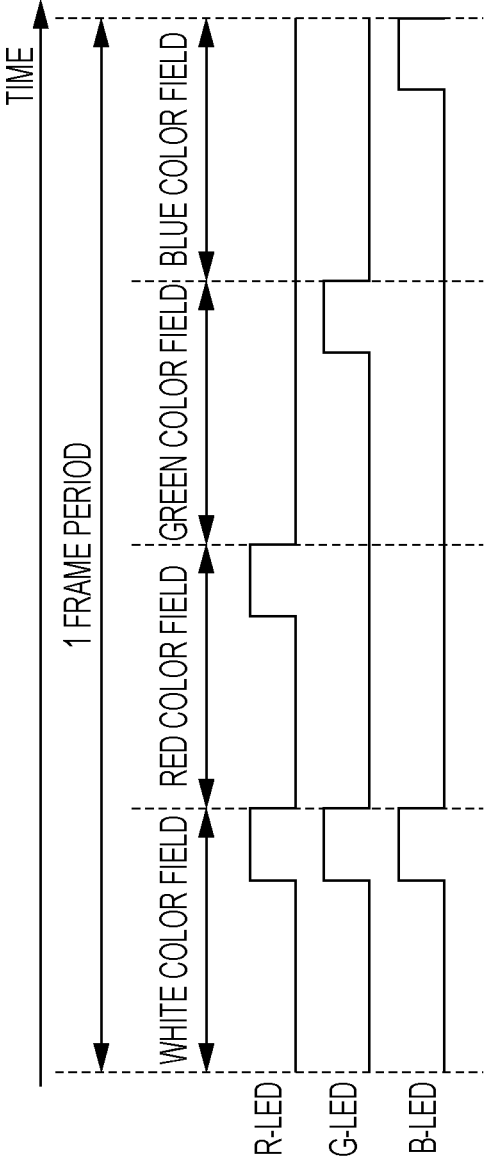 TIME
1 FRAME PERIOD
WHITE COLOR FIELD
RED COLOR FIELD
GREEN COLOR FIELD
BLUE COLOR FIELD
R-LED
G-LED
B-LED